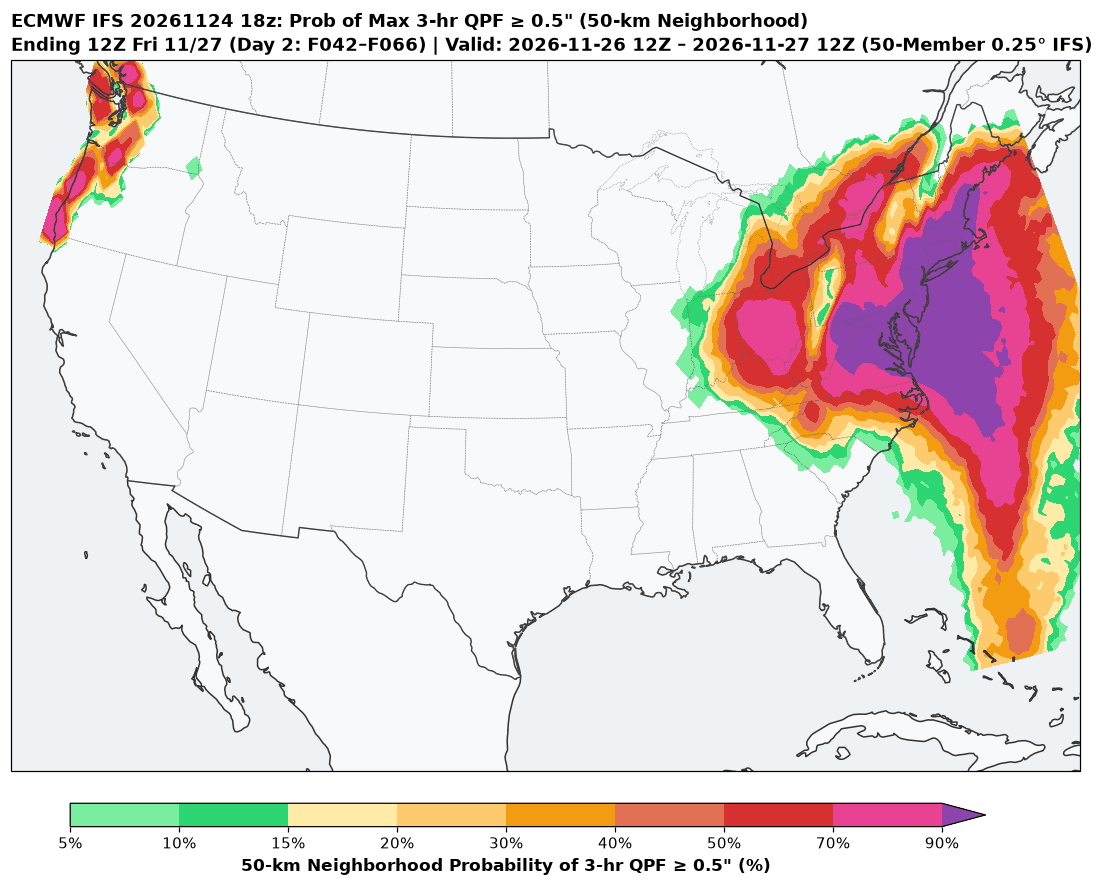 ECMWF IFS 20261124 18z: Prob of Max 3-hr QPF ≥ 0.5" (50-km Neighborhood)
Ending 12Z Fri 11/27 (Day 2: F042–F066) | Valid: 2026-11-26 12Z – 2026-11-27 12Z (50-Member 0.25° IFS)
5% 10% 15% 20% 30% 40% 50% 70% 90%
50-km Neighborhood Probability of 3-hr QPF ≥ 0.5" (%)